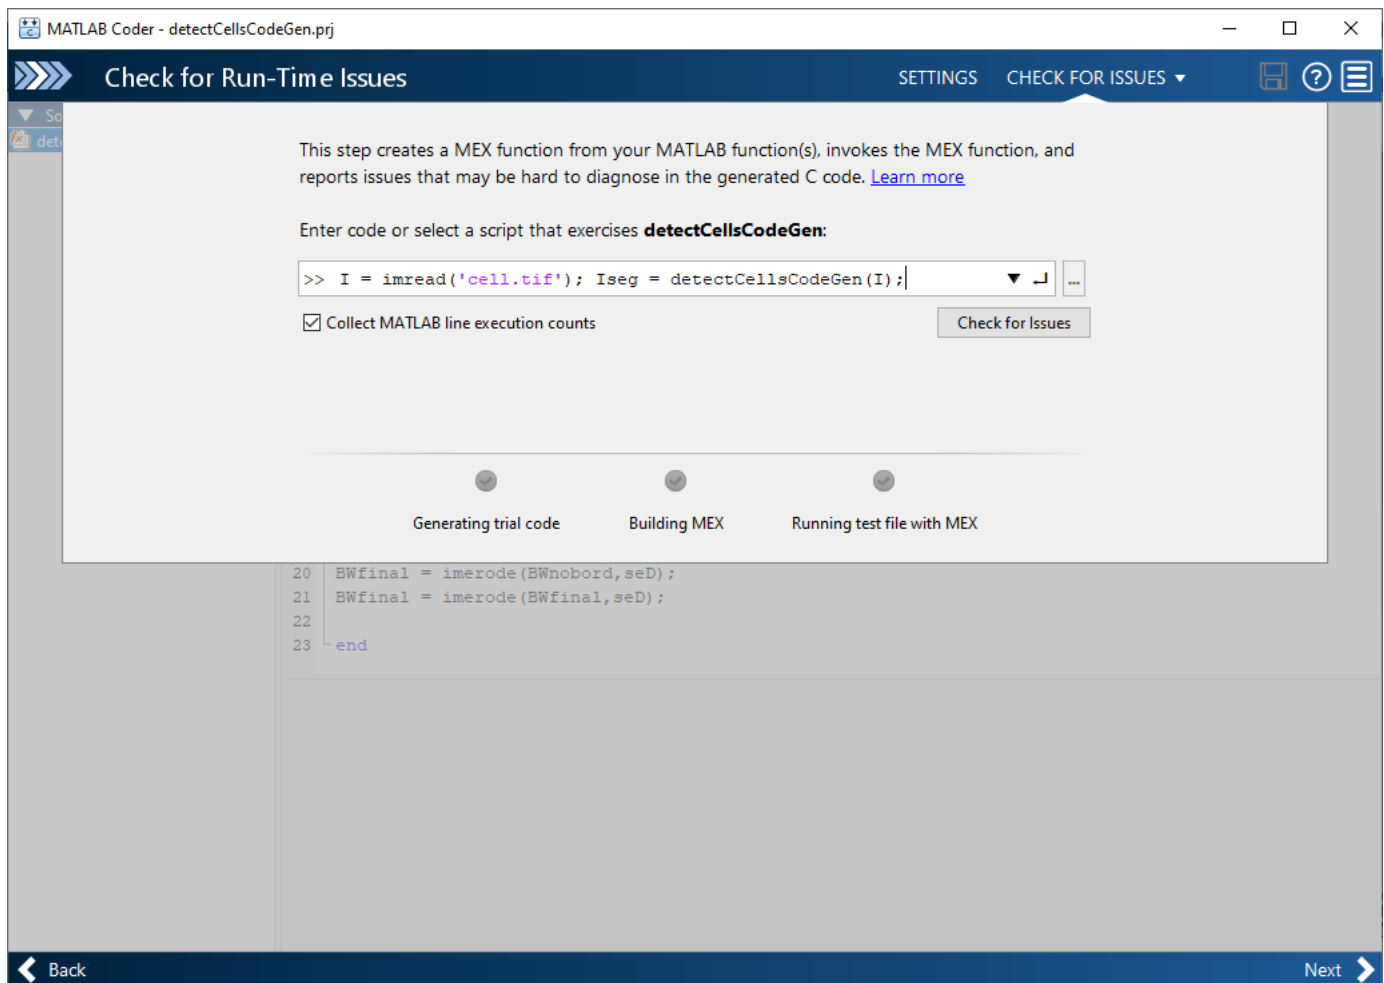 MATLAB Coder - detectCellsCodeGen.prj
Check for Run-Time Issues
SETTINGS
CHECK FOR ISSUES
So
det
This step creates a MEX function from your MATLAB function(s), invokes the MEX function, and
reports issues that may be hard to diagnose in the generated C code. Learn more
Enter code or select a script that exercises detectCellsCodeGen:
>> I = imread('cell.tif'); Iseg = detectCellsCodeGen(I);
...
Collect MATLAB line execution counts
Check for Issues
Generating trial code
Building MEX
Running test file with MEX
20 BWfinal = imerode(BWnobord,seD);
21 BWfinal = imerode(BWfinal,seD);
22
23 end
Back
Next